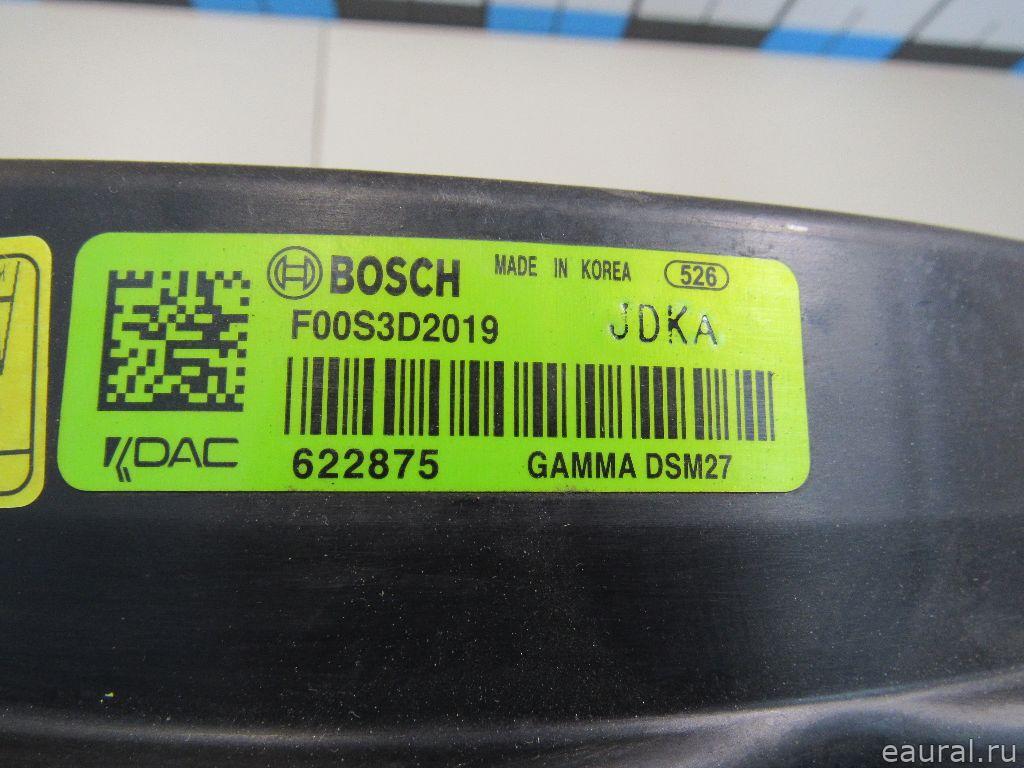 BOSCH MADE IN KOREA 526
F00S3D2019 JDKA
DAC 622875 GAMMA DSM27
eaural.ru